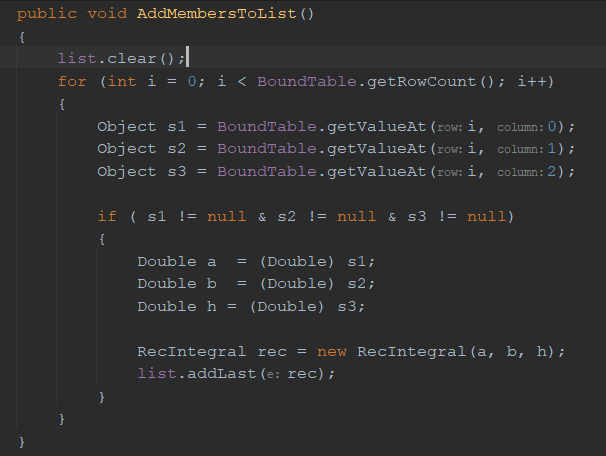 public void AddMembersToList()
{
    list.clear();
    for (int i = 0; i < BoundTable.getRowCount(); i++)
    {
        Object s1 = BoundTable.getValueAt(row: i, column: 0);
        Object s2 = BoundTable.getValueAt(row: i, column: 1);
        Object s3 = BoundTable.getValueAt(row: i, column: 2);

        if ( s1 != null & s2 != null & s3 != null)
        {
            Double a  = (Double) s1;
            Double b  = (Double) s2;
            Double h = (Double) s3;

            RecIntegral rec = new RecIntegral(a, b, h);
            list.addLast(e: rec);
        }
    }
}